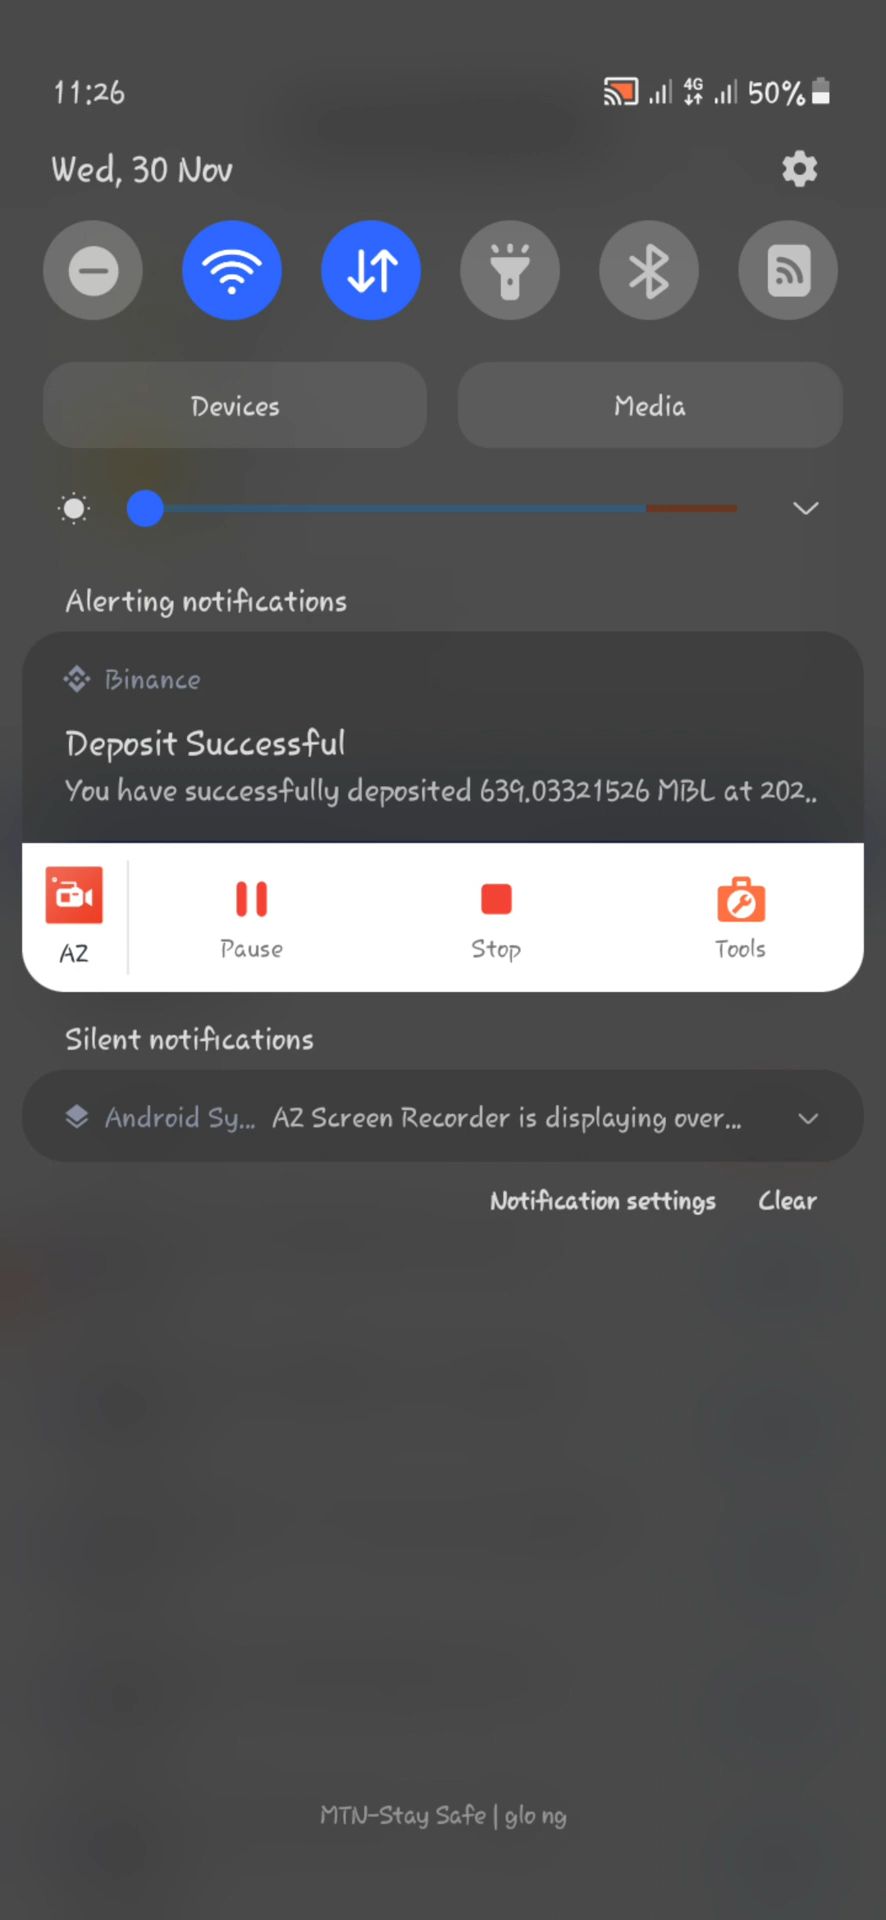 11:26
4G
50%
Wed, 30 Nov
Devices
Media
Alerting notifications
Binance
Deposit Successful
You have successfully deposited 639.03321526 MBL at 202..
AZ
Pause
Stop
Tools
Silent notifications
Android Sy... AZ Screen Recorder is displaying over...
Notification settings
Clear
MTN-Stay Safe | glo ng